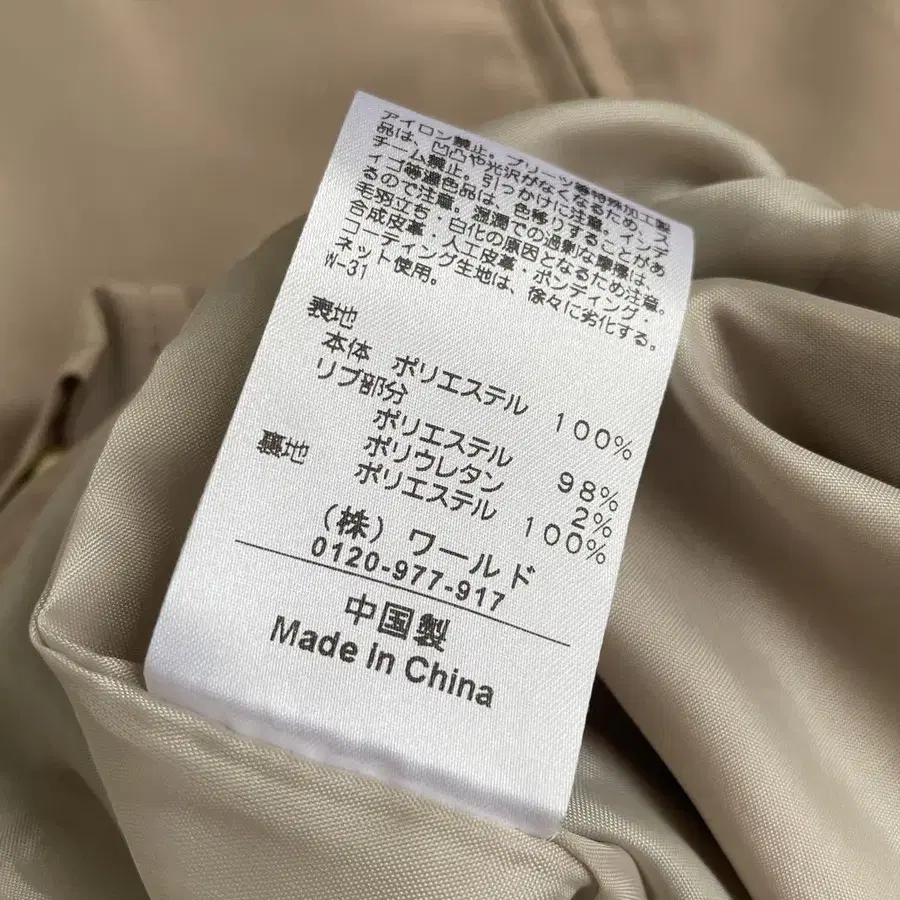 アイロン禁止。プリーツ等特殊加工製
品は、凹凸や光沢がなくなるため、スチ
チーム禁止。引っかけに注意。インデ
ィゴ等濃色品は、色移りすることがあ
るので注意。濃濡での過剰な摩擦は、
毛羽立ち・白化の原因となるため注意。
合成皮革・人工皮革・ボンディング・
コーティング生地は、徐々に劣化する。
ネット使用。
W-31
表地
本体 ポリエステル 100%
リブ部分
ポリエステル 98%
ポリウレタン 2%
裏地 ポリエステル 100%
(株)ワールド
0120-977-917
中国製
Made in China